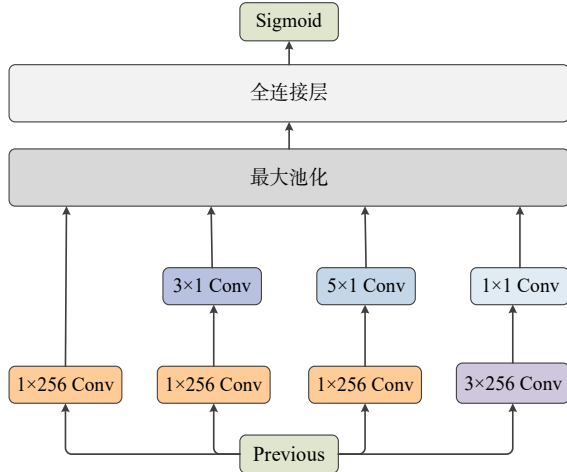 Sigmoid
全连接层
最大池化
3×1 Conv
5×1 Conv
1×1 Conv
1×256 Conv
1×256 Conv
1×256 Conv
3×256 Conv
Previous